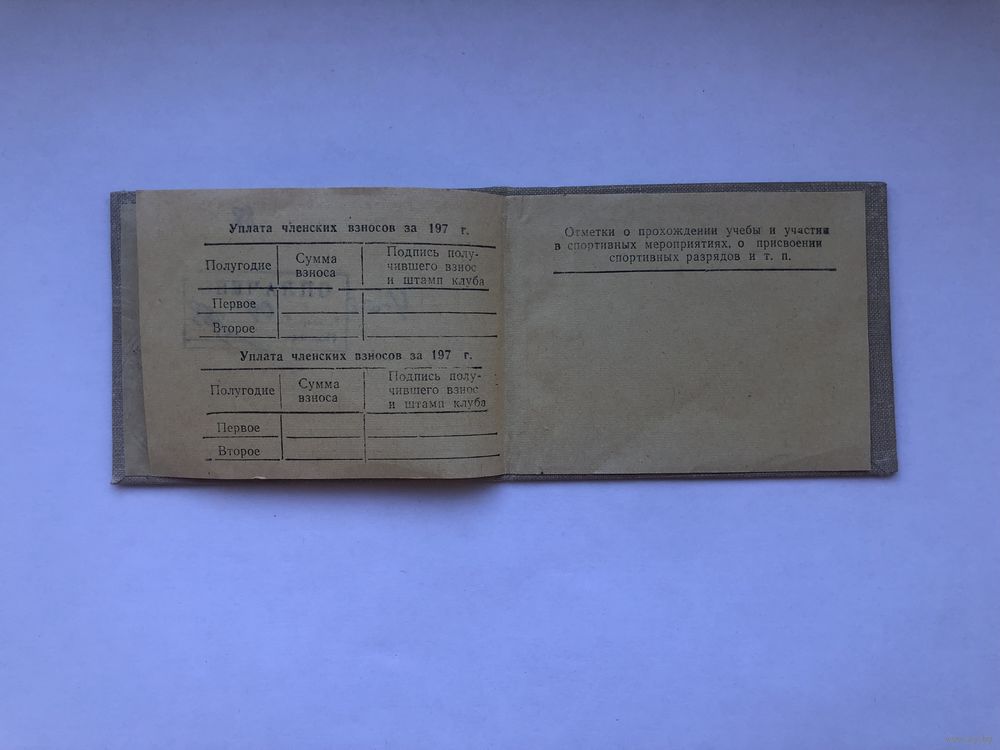 Уплата членских взносов за 197 г.
Полугодие
Сумма
взноса
Подпись полу-
чившего взнос
и штамп клуба
Первое
Второе
Уплата членских взносов за 197 г.
Полугодие
Сумма
взноса
Подпись полу-
чившего взнос
и штамп клуба
Первое
Второе
Отметки о прохождении учебы и участия
в спортивных мероприятиях, о присвоении
спортивных разрядов и т. п.